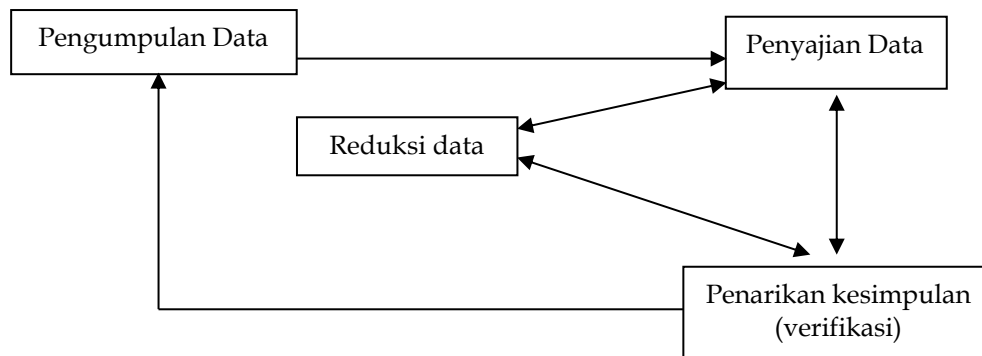 Pengumpulan Data
Penyajian Data
Reduksi data
Penarikan kesimpulan
(verifikasi)